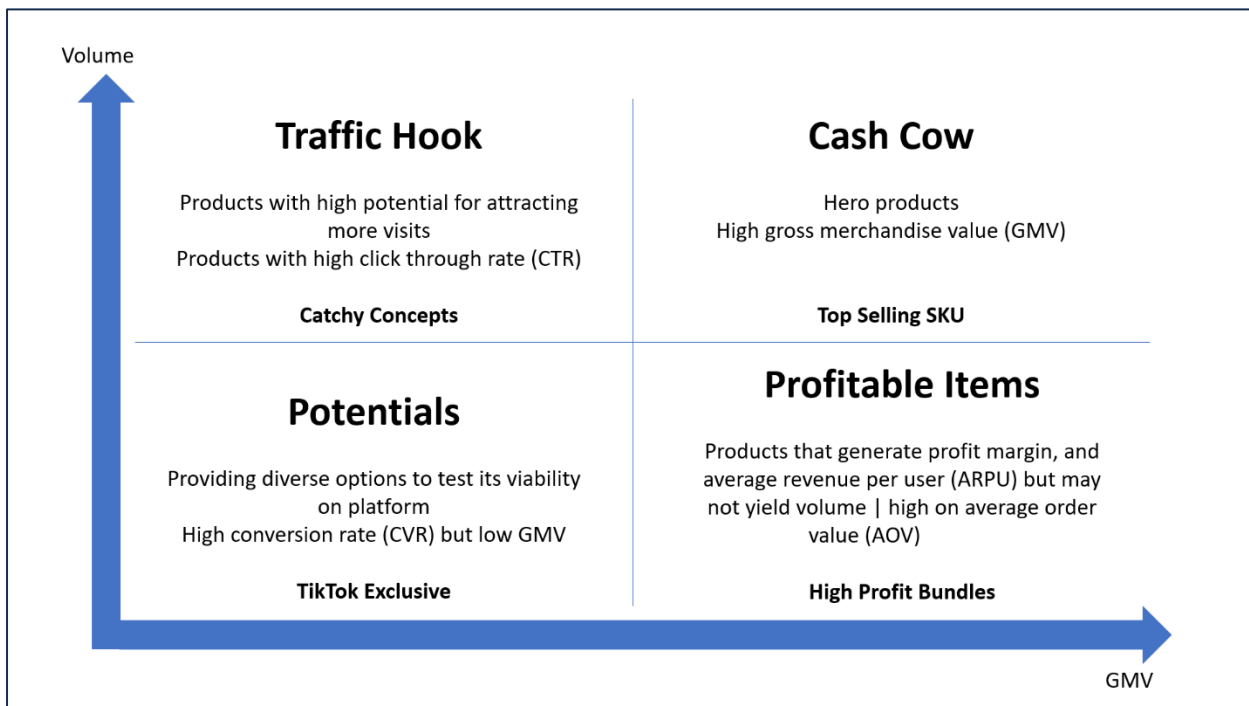 Volume
Traffic Hook
Products with high potential for attracting
more visits
Products with high click through rate (CTR)
Catchy Concepts
Cash Cow
Hero products
High gross merchandise value (GMV)
Top Selling SKU
Potentials
Providing diverse options to test its viability
on platform
High conversion rate (CVR) but low GMV
TikTok Exclusive
Profitable Items
Products that generate profit margin, and
average revenue per user (ARPU) but may
not yield volume | high on average order
value (AOV)
High Profit Bundles
GMV